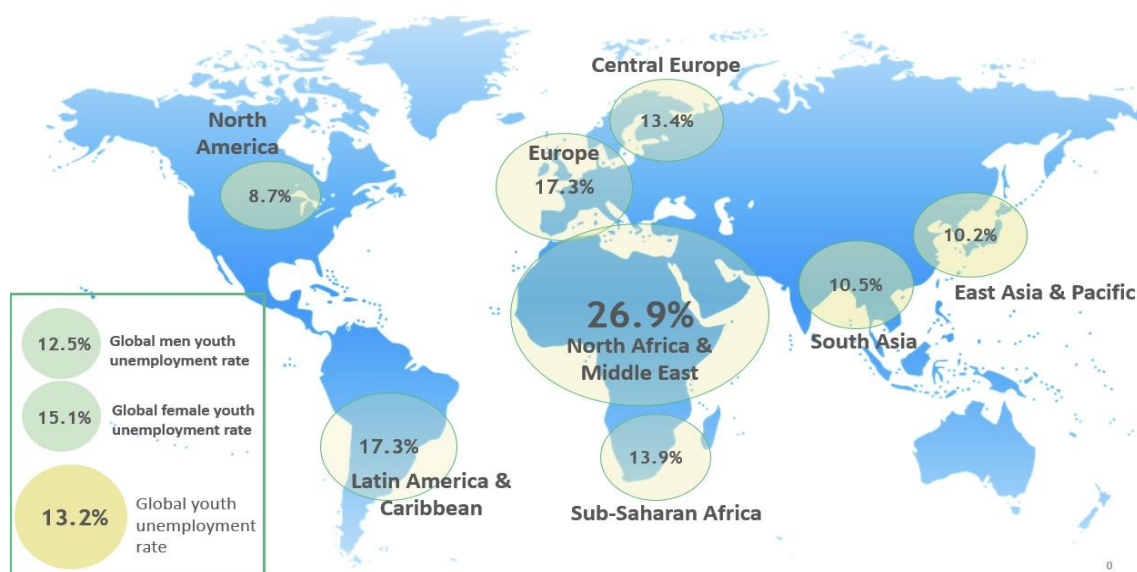 Central Europe
13.4%
North
America
8.7%
Europe
17.3%
10.2%
East Asia & Pacific
10.5%
South Asia
26.9%
North Africa &
Middle East
12.5%
Global men youth
unemployment rate
15.1%
Global female youth
unemployment rate
13.2%
Global youth
unemployment
rate
17.3%
Latin America &
Caribbean
13.9%
Sub-Saharan Africa
0